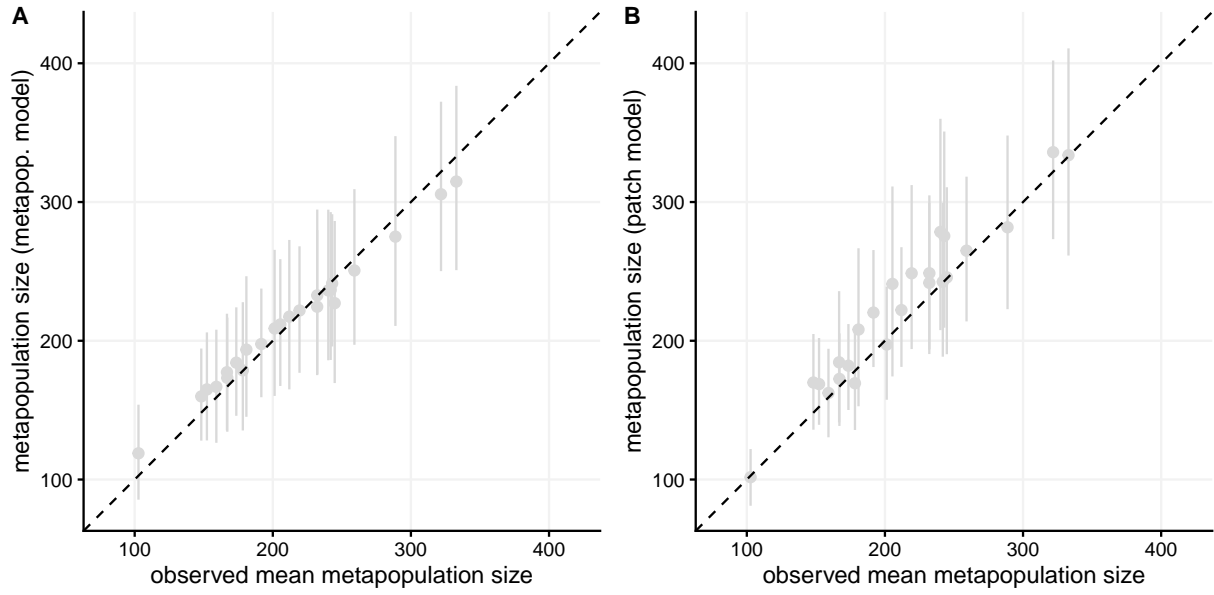 A
metapopulation size (metapop. model)
400
300
200
100
100 200 300 400
observed mean metapopulation size
B
metapopulation size (patch model)
400
300
200
100
100 200 300 400
observed mean metapopulation size